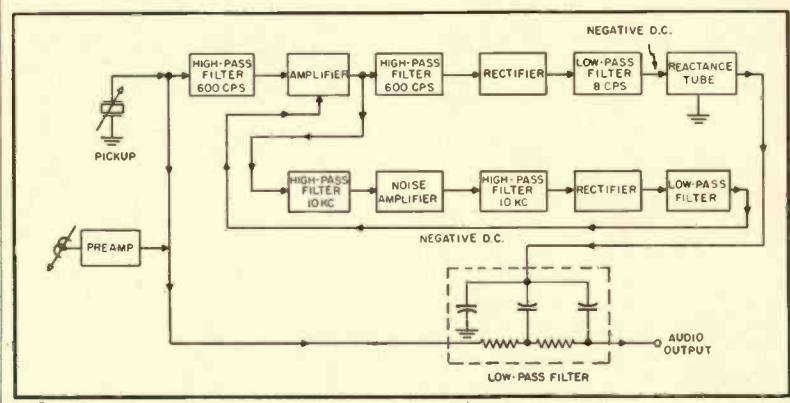 NEGATIVE D.C.
HIGH-PASS
FILTER
600 CPS
AMPLIFIER
HIGH-PASS
FILTER
600 CPS
RECTIFIER
LOW-PASS
FILTER
8 CPS
REACTANCE
TUBE
PICKUP
HIGH-PASS
FILTER
10 KC
NOISE
AMPLIFIER
HIGH-PASS
FILTER
10 KC
RECTIFIER
LOW-PASS
FILTER
NEGATIVE D.C.
PREAMP
AUDIO
OUTPUT
LOW-PASS FILTER